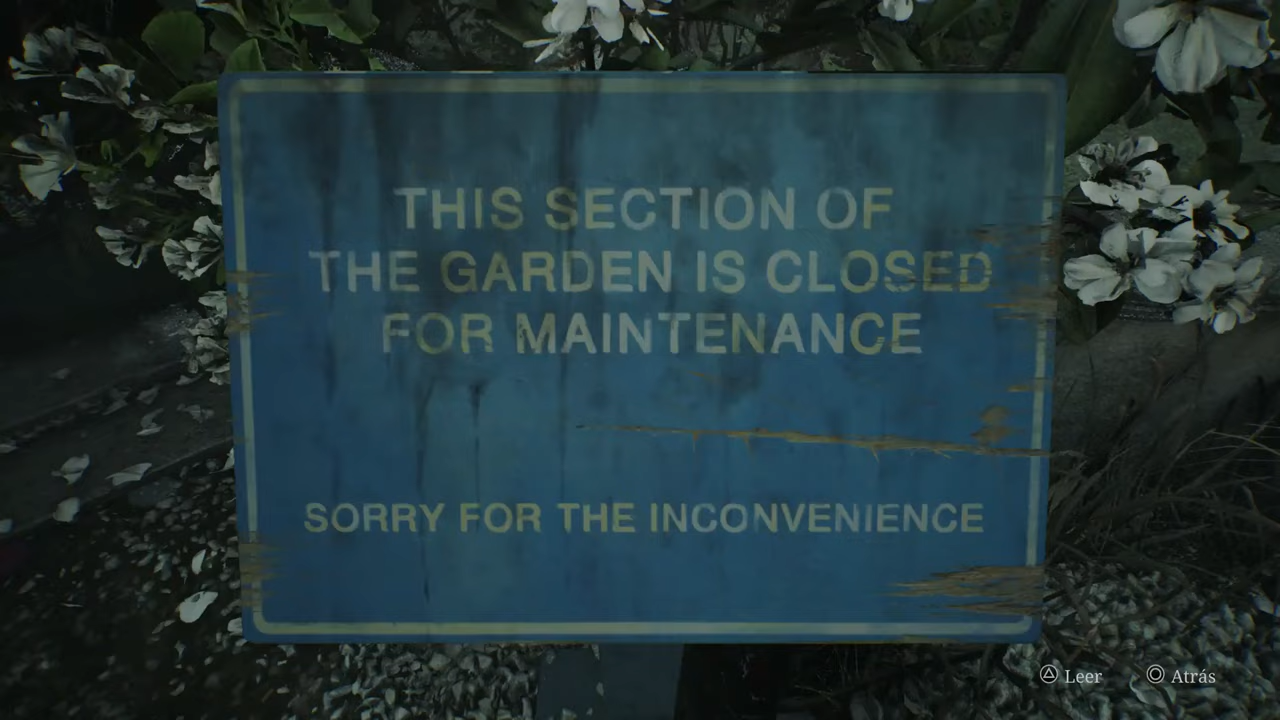 THIS SECTION OF
THE GARDEN IS CLOSED
FOR MAINTENANCE
SORRY FOR THE INCONVENIENCE
Leer Atrás